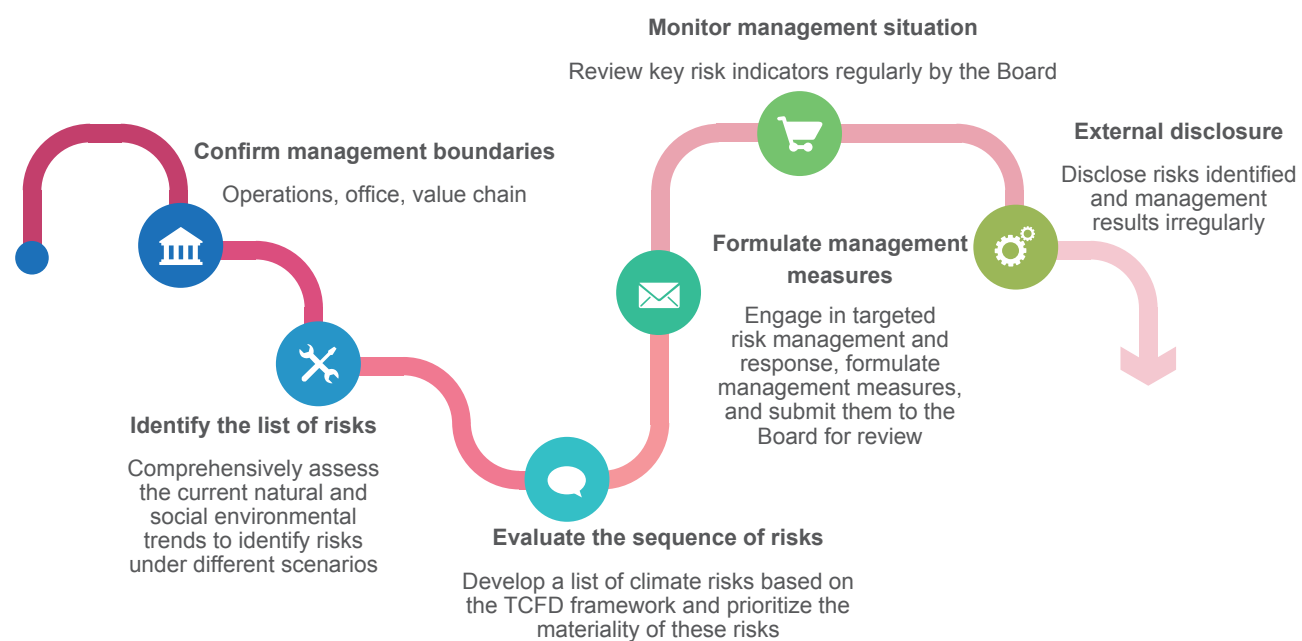 Confirm management boundaries
Operations, office, value chain
Identify the list of risks
Comprehensively assess
the current natural and
social environmental
trends to identify risks
under different scenarios
Evaluate the sequence of risks
Develop a list of climate risks based on
the TCFD framework and prioritize the
materiality of these risks
Formulate management
measures
Engage in targeted
risk management and
response, formulate
management measures,
and submit them to the
Board for review
Monitor management situation
Review key risk indicators regularly by the Board
External disclosure
Disclose risks identified
and management
results irregularly